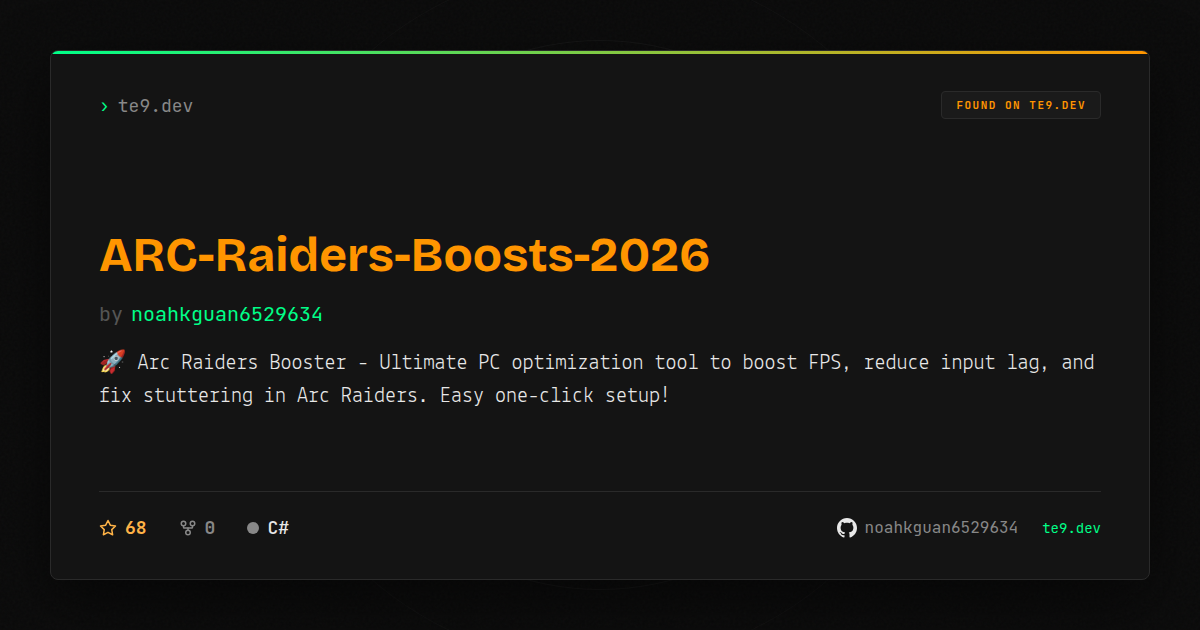 › te9.dev
FOUND ON TE9.DEV
ARC-Raiders-Boosts-2026
by noahkguan6529634
🚀 Arc Raiders Booster - Ultimate PC optimization tool to boost FPS, reduce input lag, and
fix stuttering in Arc Raiders. Easy one-click setup!
68 0 C#
noahkguan6529634 te9.dev